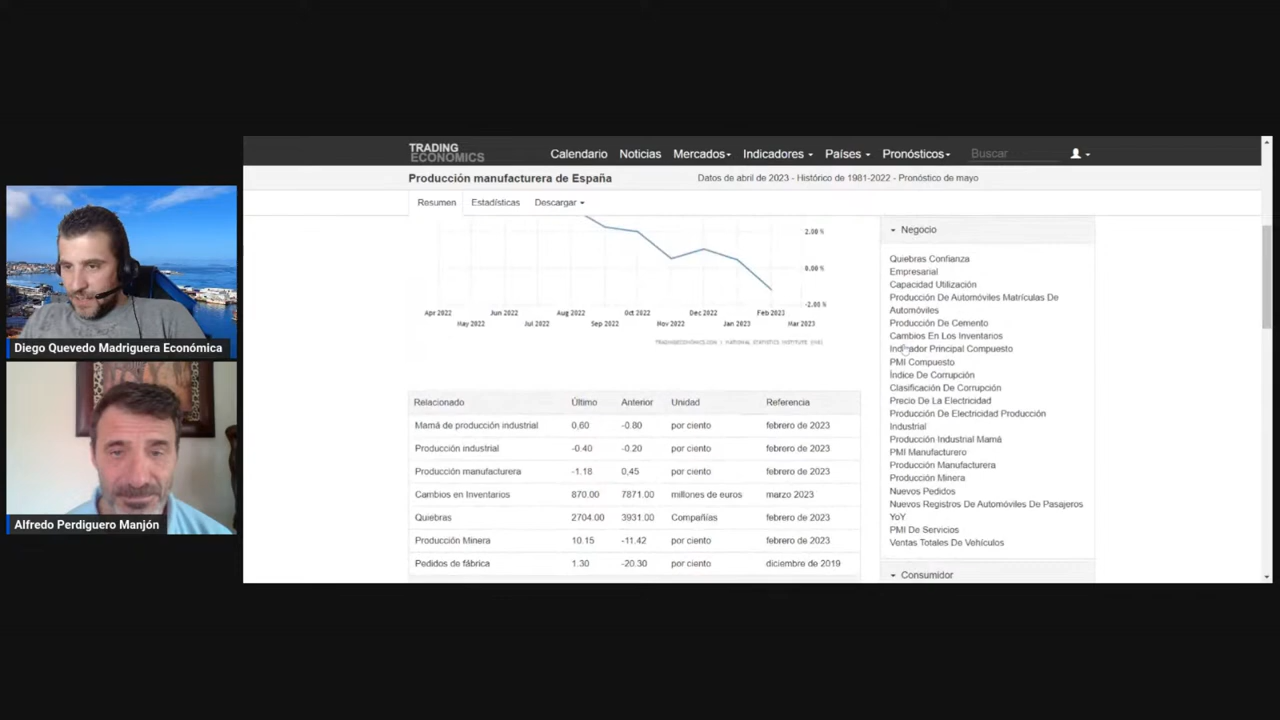 TRADING
ECONOMICS
Calendario
Noticias
Mercados
Indicadores
Países
Pronósticos
Buscar
Producción manufacturera de España
Datos de abril de 2023 - Histórico de 1981-2022 - Pronóstico de mayo
Resumen
Estadísticas
Descargar
2.00 %
0.00 %
-2.00 %
Apr 2022
May 2022
Jun 2022
Jul 2022
Aug 2022
Sep 2022
Oct 2022
Nov 2022
Dec 2022
Jan 2023
Feb 2023
Mar 2023
TRADINGECONOMICS.COM | NATIONAL STATISTICS INSTITUTE (INE)
Relacionado Último Anterior Unidad Referencia
Mamá de producción industrial 0,60 -0.80 por ciento febrero de 2023
Producción industrial -0.40 -0.20 por ciento febrero de 2023
Producción manufacturera -1.18 0,45 por ciento febrero de 2023
Cambios en Inventarios 870.00 7871.00 millones de euros marzo 2023
Quiebras 2704.00 3931.00 Compañías febrero de 2023
Producción Minera 10.15 -11.42 por ciento febrero de 2023
Pedidos de fábrica 1.30 -20.30 por ciento diciembre de 2019
Negocio
Quiebras Confianza
Empresarial
Capacidad Utilización
Producción De Automóviles Matrículas De
Automóviles
Producción De Cemento
Cambios En Los Inventarios
Indicador Principal Compuesto
PMI Compuesto
Índice De Corrupción
Clasificación De Corrupción
Precio De La Electricidad
Producción De Electricidad Producción
Industrial
Producción Industrial Mamá
PMI Manufacturero
Producción Manufacturera
Producción Minera
Nuevos Pedidos
Nuevos Registros De Automóviles De Pasajeros
YoY
PMI De Servicios
Ventas Totales De Vehículos
Consumidor
Diego Quevedo Madriguera Económica
Alfredo Perdiguero Manjón